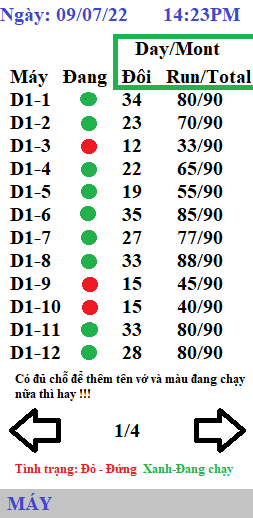 Ngày: 09/07/22 14:23PM
Day/Mont
Máy Đang Đôi Run/Total
D1-1 34 80/90
D1-2 23 70/90
D1-3 12 33/90
D1-4 22 65/90
D1-5 19 55/90
D1-6 35 85/90
D1-7 27 77/90
D1-8 33 88/90
D1-9 15 45/90
D1-10 15 40/90
D1-11 33 80/90
D1-12 28 80/90
Có đủ chỗ để thêm tên vớ và màu đang chạy
nữa thì hay !!!
1/4
Tình trạng: Đỏ - Đứng Xanh-Đang chạy
MÁY